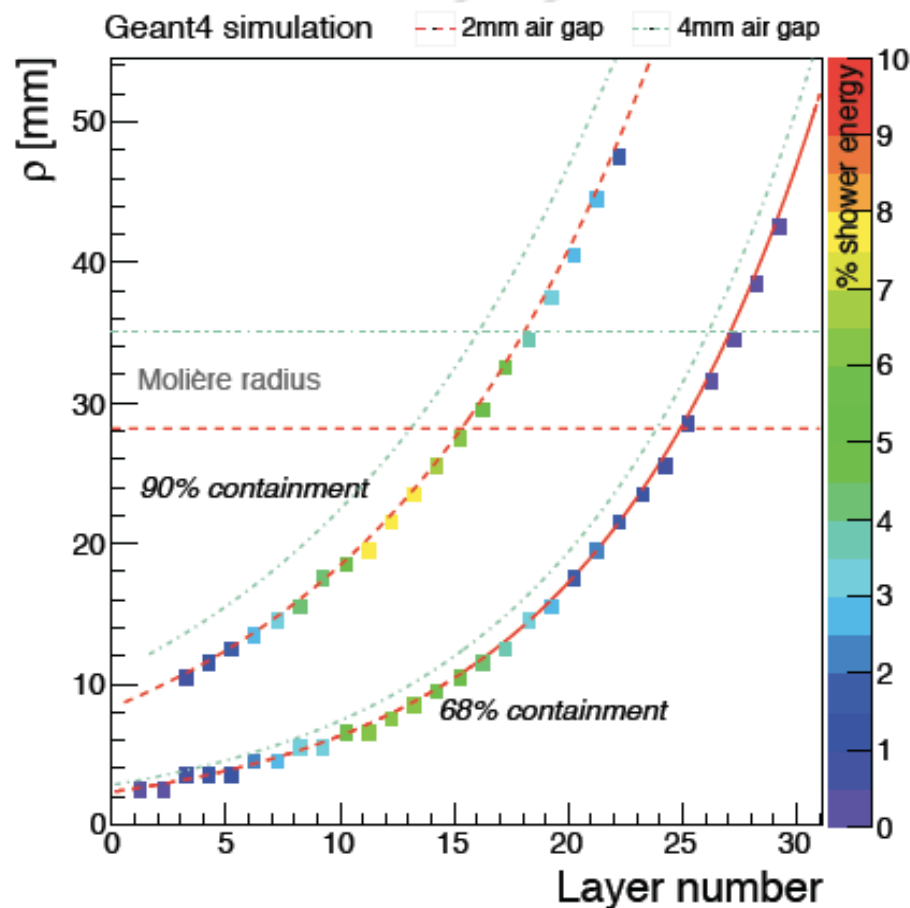 Geant4 simulation
2mm air gap
4mm air gap
ρ [mm]
50
40
30
20
10
0
Molière radius
90% containment
68% containment
0 5 10 15 20 25 30
Layer number
% shower energy
10
9
8
7
6
5
4
3
2
1
0